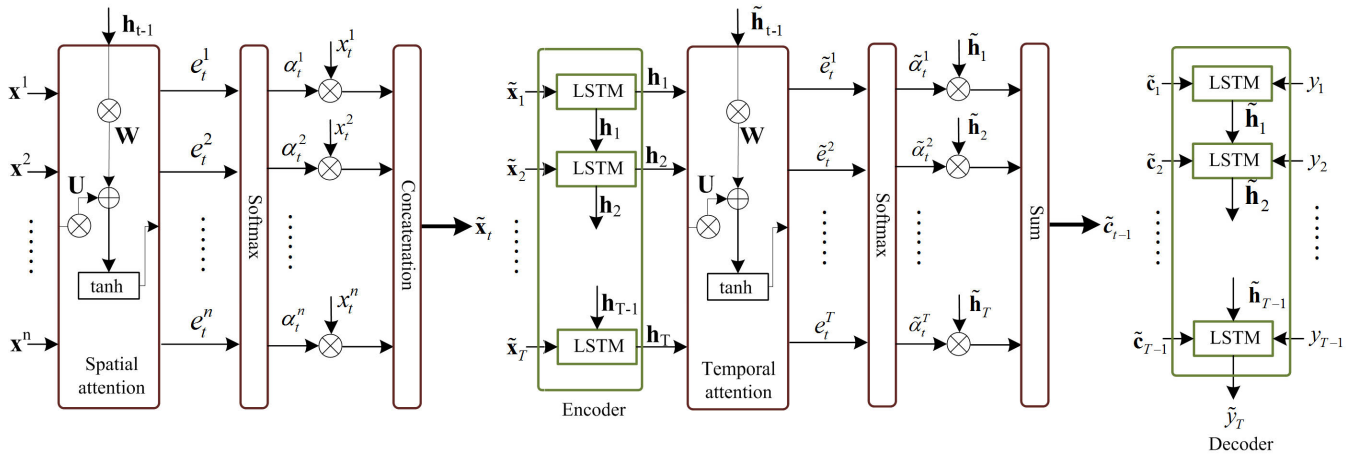 h_{t-1}
x^1
x^2
x^n
W
U
tanh
Spatial
attention
e_t^1
e_t^2
e_t^n
Softmax
α_t^1
α_t^2
α_t^n
x_t^1
x_t^2
x_t^n
Concatenation
x̃_t
x̃_1
x̃_2
x̃_T
LSTM
h_1
LSTM
h_2
h_{T-1}
LSTM
Encoder
h_1
h_2
h_T
h̃_{t-1}
W
U
tanh
Temporal
attention
ẽ_t^1
ẽ_t^2
e_t^T
Softmax
α̃_t^1
α̃_t^2
α̃_t^T
h̃_1
h̃_2
h̃_T
Sum
c̃_{t-1}
c̃_1
c̃_2
c̃_{T-1}
LSTM
h̃_1
LSTM
h̃_2
h̃_{T-1}
LSTM
y_1
y_2
y_{T-1}
ỹ_T
Decoder